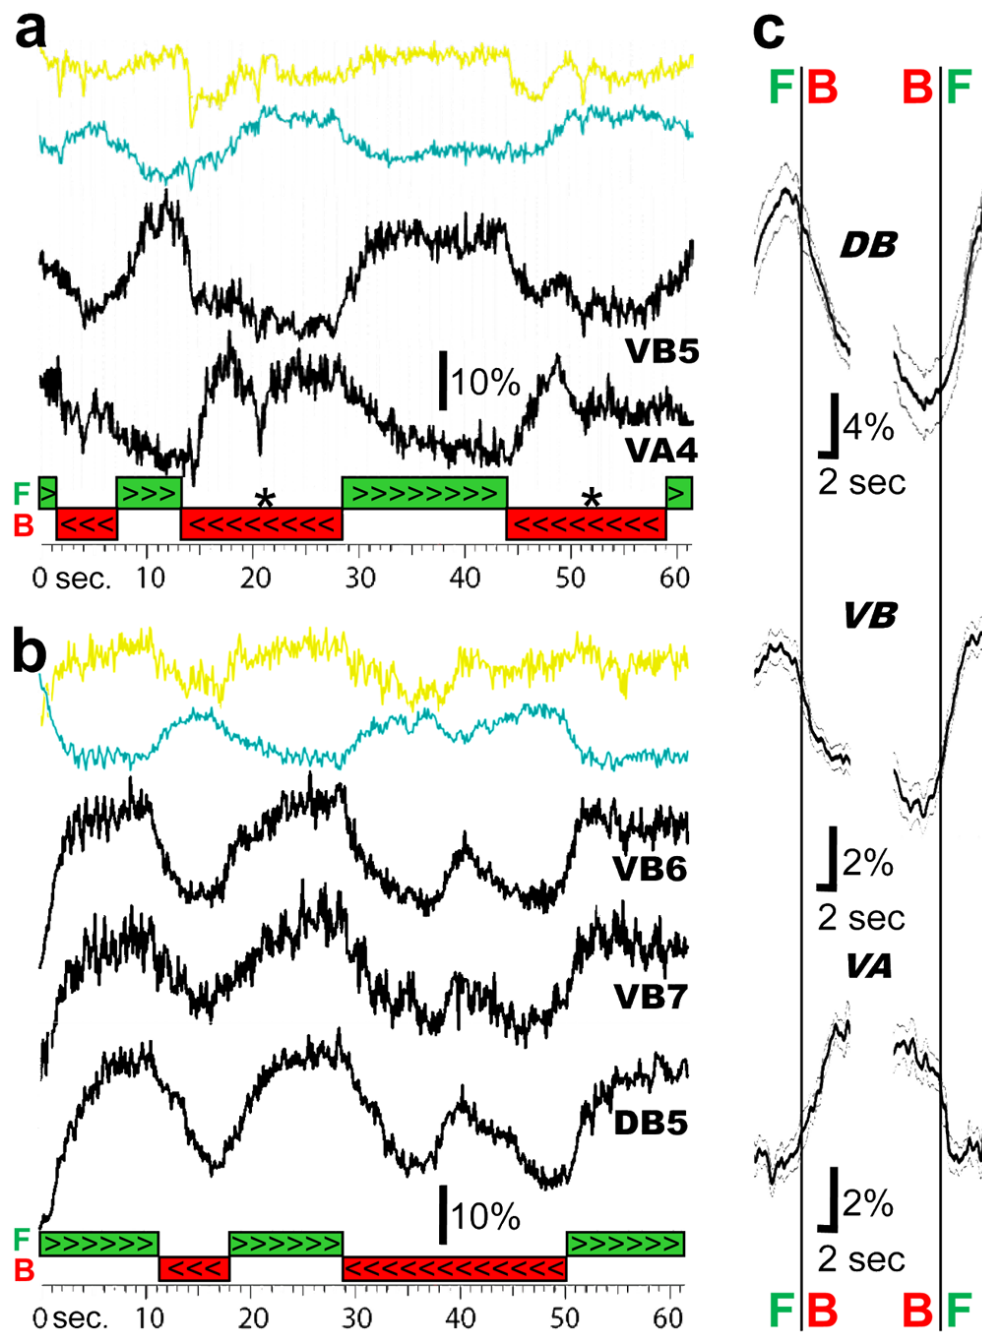 a
VB5
10%
VA4
F > >>> >>>>>>>> >
B <<< <<<<<<<< <<<<<<<<
* *
0 sec. 10 20 30 40 50 60
b
VB6
VB7
DB5
10%
F >>>>>> >>>>>> >>>>>>
B <<< <<<<<<<<<<<
0 sec. 10 20 30 40 50 60
c
F B B F
DB
4%
2 sec
VB
2%
2 sec
VA
2%
2 sec
F B B F